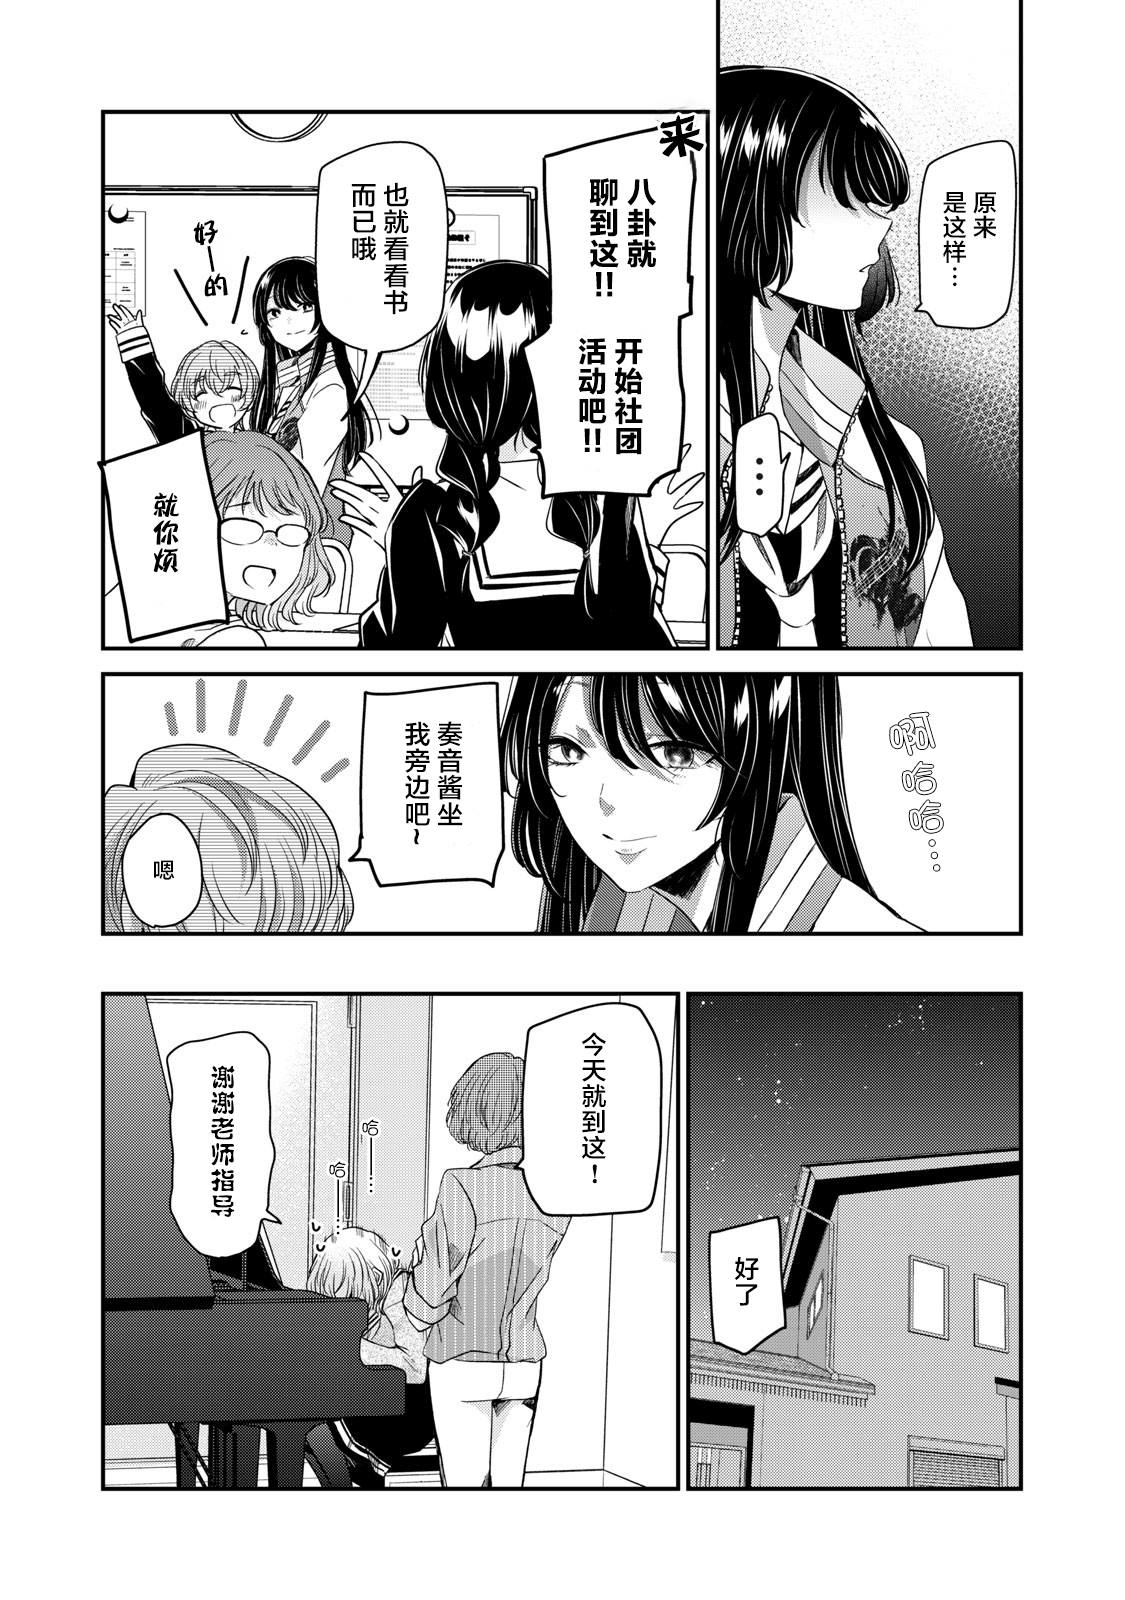 原来
是这样…
…
来
八卦就
聊到这!!
开始社团
活动吧!!
也就看看书
而已哦
好—的
就你烦
啊哈哈…
奏音酱坐
我旁边吧~
嗯
好了
今天就到这！
哈——……
哈——……
谢谢老师指导